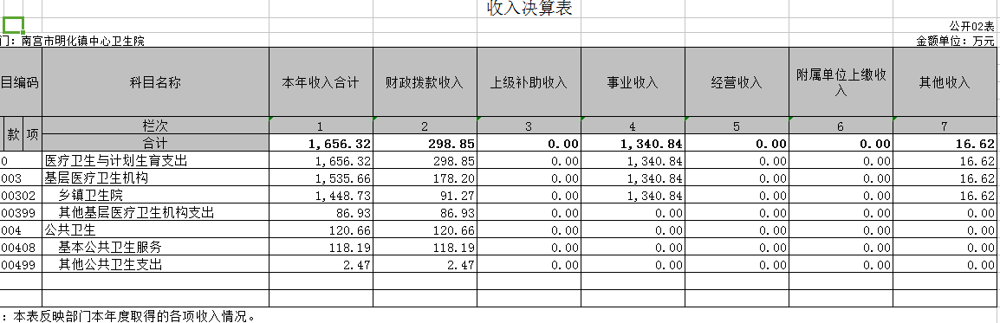 收入决算表
公开02表
门：南宫市明化镇中心卫生院 金额单位：万元
目编码 科目名称 本年收入合计 财政拨款收入 上级补助收入 事业收入 经营收入 附属单位上缴收入 其他收入
款 项 栏次 1 2 3 4 5 6 7
合计 1,656.32 298.85 0.00 1,340.84 0.00 0.00 16.62
0 医疗卫生与计划生育支出 1,656.32 298.85 0.00 1,340.84 0.00 0.00 16.62
003 基层医疗卫生机构 1,535.66 178.20 0.00 1,340.84 0.00 0.00 16.62
00302 乡镇卫生院 1,448.73 91.27 0.00 1,340.84 0.00 0.00 16.62
00399 其他基层医疗卫生机构支出 86.93 86.93 0.00 0.00 0.00 0.00 0.00
004 公共卫生 120.66 120.66 0.00 0.00 0.00 0.00 0.00
00408 基本公共卫生服务 118.19 118.19 0.00 0.00 0.00 0.00 0.00
00499 其他公共卫生支出 2.47 2.47 0.00 0.00 0.00 0.00 0.00
：本表反映部门本年度取得的各项收入情况。